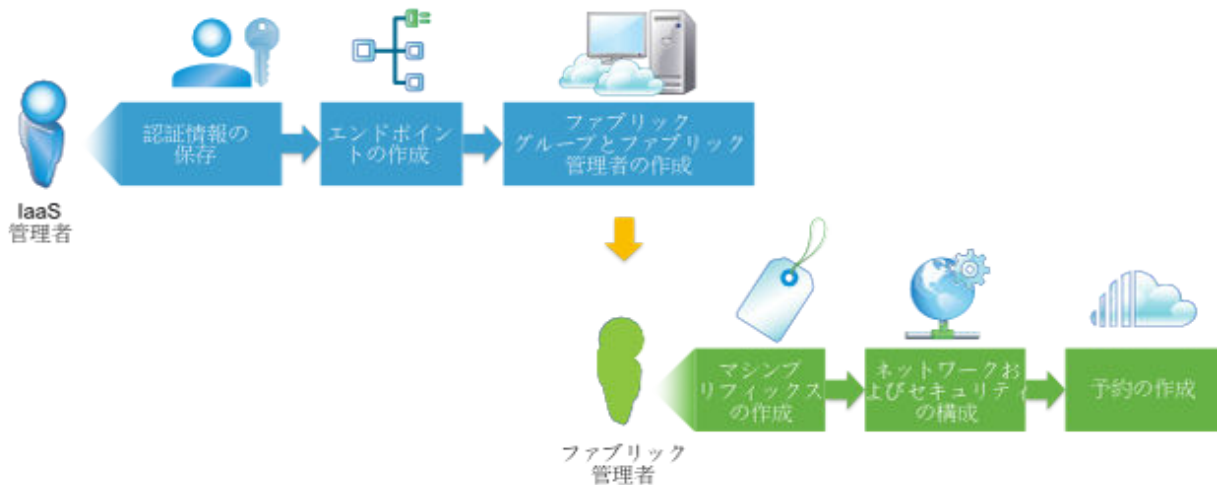 認証情報の
保存
エンドポイン
トの作成
ファブリック
グループとファブリック
管理者の作成
IaaS
管理者
マシンプ
リフィックス
の作成
ネットワークお
よびセキュリティ
の構成
予約の作成
ファブリック
管理者